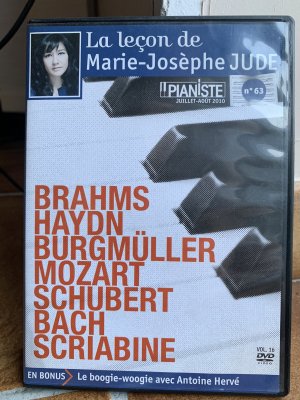 La leçon de
Marie-Josèphe JUDE
PIANISTE
JUILLET-AOÛT 2010
n° 63
BRAHMS
HAYDN
BURGMÜLLER
MOZART
SCHUBERT
BACH
SCRIABINE
VOL. 16
DVD
VIDEO
EN BONUS Le boogie-woogie avec Antoine Hervé